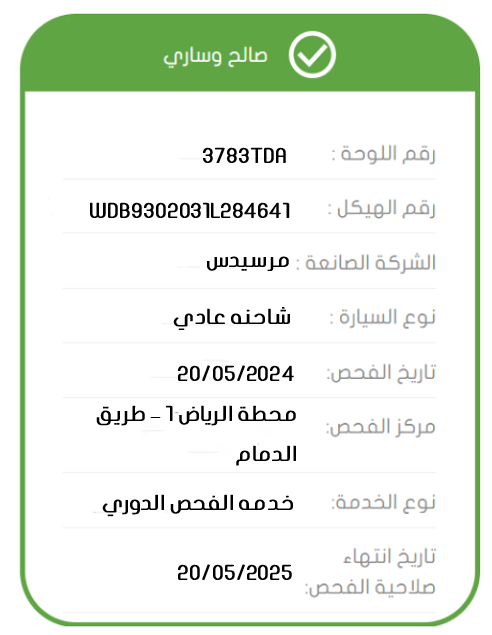 صالح وساري
رقم اللوحة : 3783TDA
رقم الهيكل : WDB9302031L284641
الشركة الصانعة : مرسيدس
نوع السيارة : شاحنه عادي
تاريخ الفحص: 20/05/2024
مركز الفحص: محطة الرياض 1 - طريق
الدمام
نوع الخدمة: خدمه الفحص الدوري
تاريخ انتهاء
صلاحية الفحص: 20/05/2025